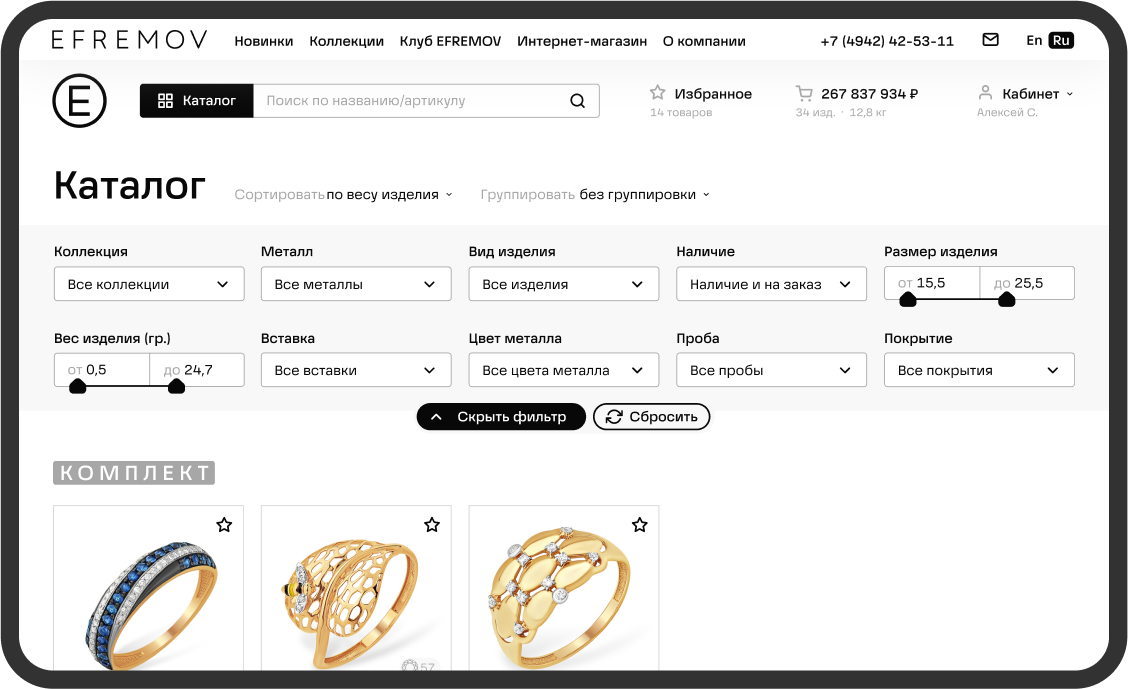 EFREMOV Новинки Коллекции Клуб EFREMOV Интернет-магазин О компании +7 (4942) 42-53-11 En Ru
E Каталог Поиск по названию/артикулу Избранное 267 837 934 ₽ Кабинет
14 товаров 34 изд. · 12,8 кг Алексей С.
Каталог Сортировать по весу изделия Группировать без группировки
Коллекция Металл Вид изделия Наличие Размер изделия
Все коллекции Все металлы Все изделия Наличие и на заказ от 15,5 до 25,5
Вес изделия (гр.) Вставка Цвет металла Проба Покрытие
от 0,5 до 24,7 Все вставки Все цвета металла Все пробы Все покрытия
Скрыть фильтр Сбросить
КОМПЛЕКТ
57